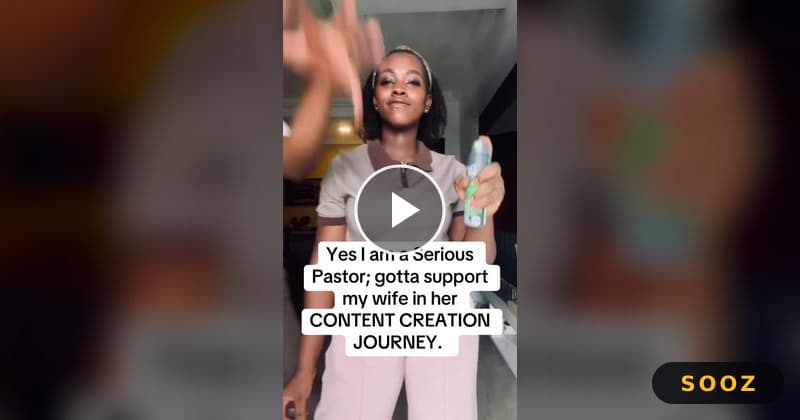 Yes I am a Serious
Pastor; gotta support
my wife in her
CONTENT CREATION
JOURNEY.
SOOZ